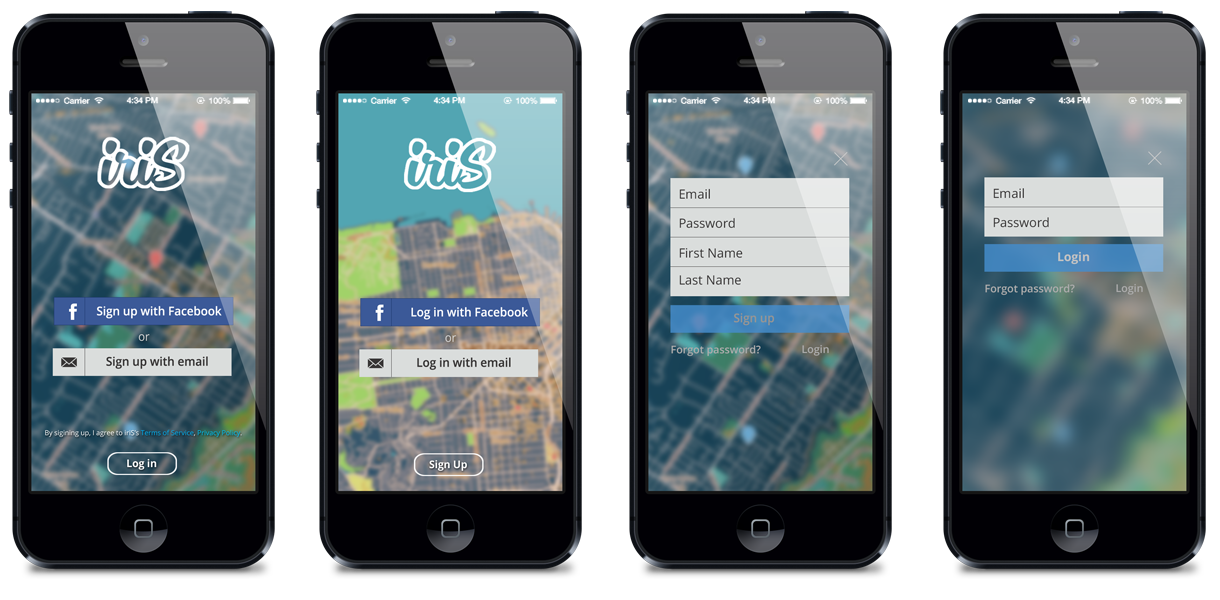 Carrier 4:34 PM 100%
iriS
Sign up with Facebook
or
Sign up with email
By sigining up, I agree to iriS's Terms of Service, Privacy Policy.
Log in
Carrier 4:34 PM 100%
iriS
Log in with Facebook
or
Log in with email
Sign Up
Carrier 4:34 PM 100%
Email
Password
First Name
Last Name
Sign up
Forgot password? Login
Carrier 4:34 PM 100%
Email
Password
Login
Forgot password? Login